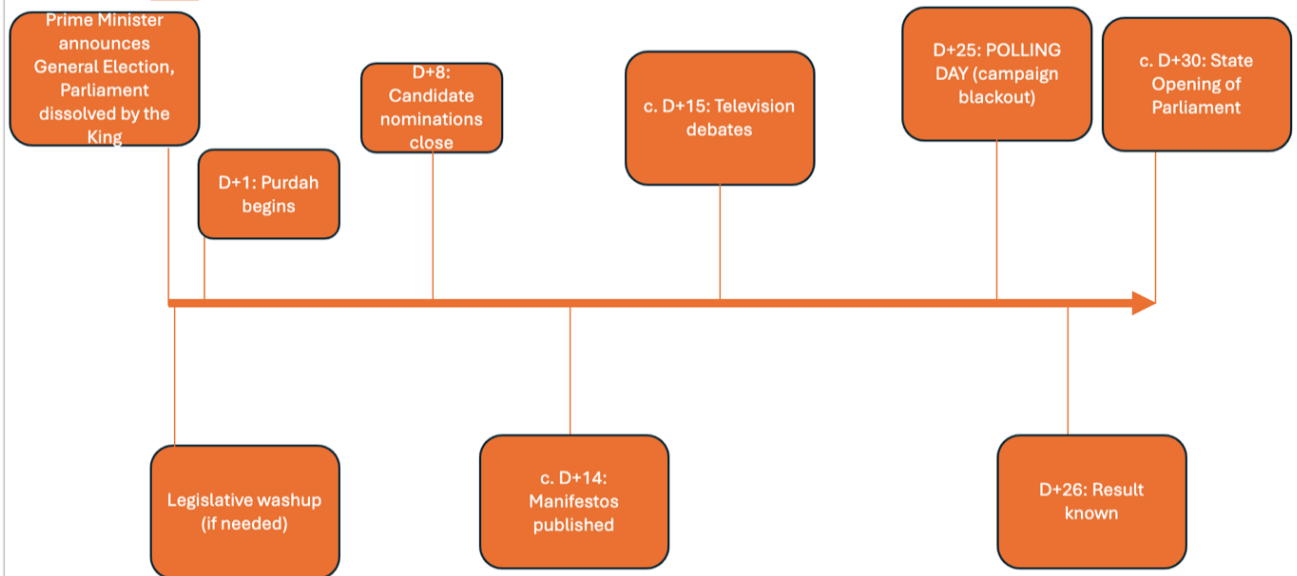 Prime Minister
announces
General Election,
Parliament
dissolved by the
King
D+1: Purdah
begins
D+8:
Candidate
nominations
close
c. D+15: Television
debates
D+25: POLLING
DAY (campaign
blackout)
c. D+30: State
Opening of
Parliament
Legislative washup
(if needed)
c. D+14:
Manifestos
published
D+26: Result
known